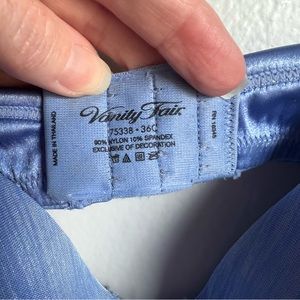 Vanity Fair
75338 • 36C
90% NYLON 10% SPANDEX
EXCLUSIVE OF DECORATION
MADE IN THAILAND